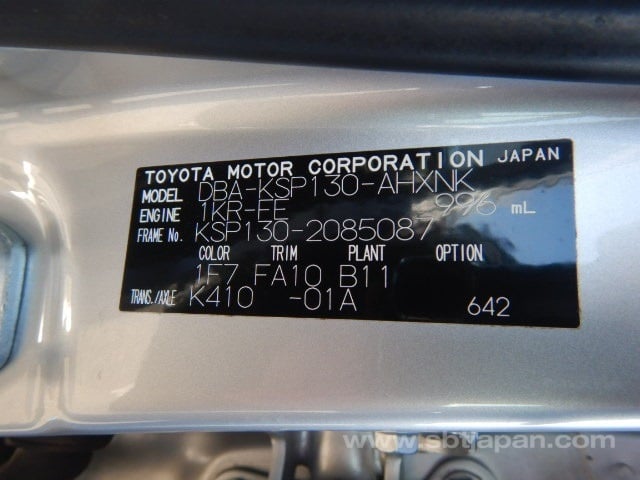 TOYOTA MOTOR CORPORATION JAPAN
MODEL DBA-KSP130-AHXNK
ENGINE 1KR-FE 996 mL
FRAME No. KSP130-2085087
COLOR TRIM PLANT OPTION
1F7 FA10 B11
TRANS./AXLE K410 -01A 642
www.sbtjapan.com